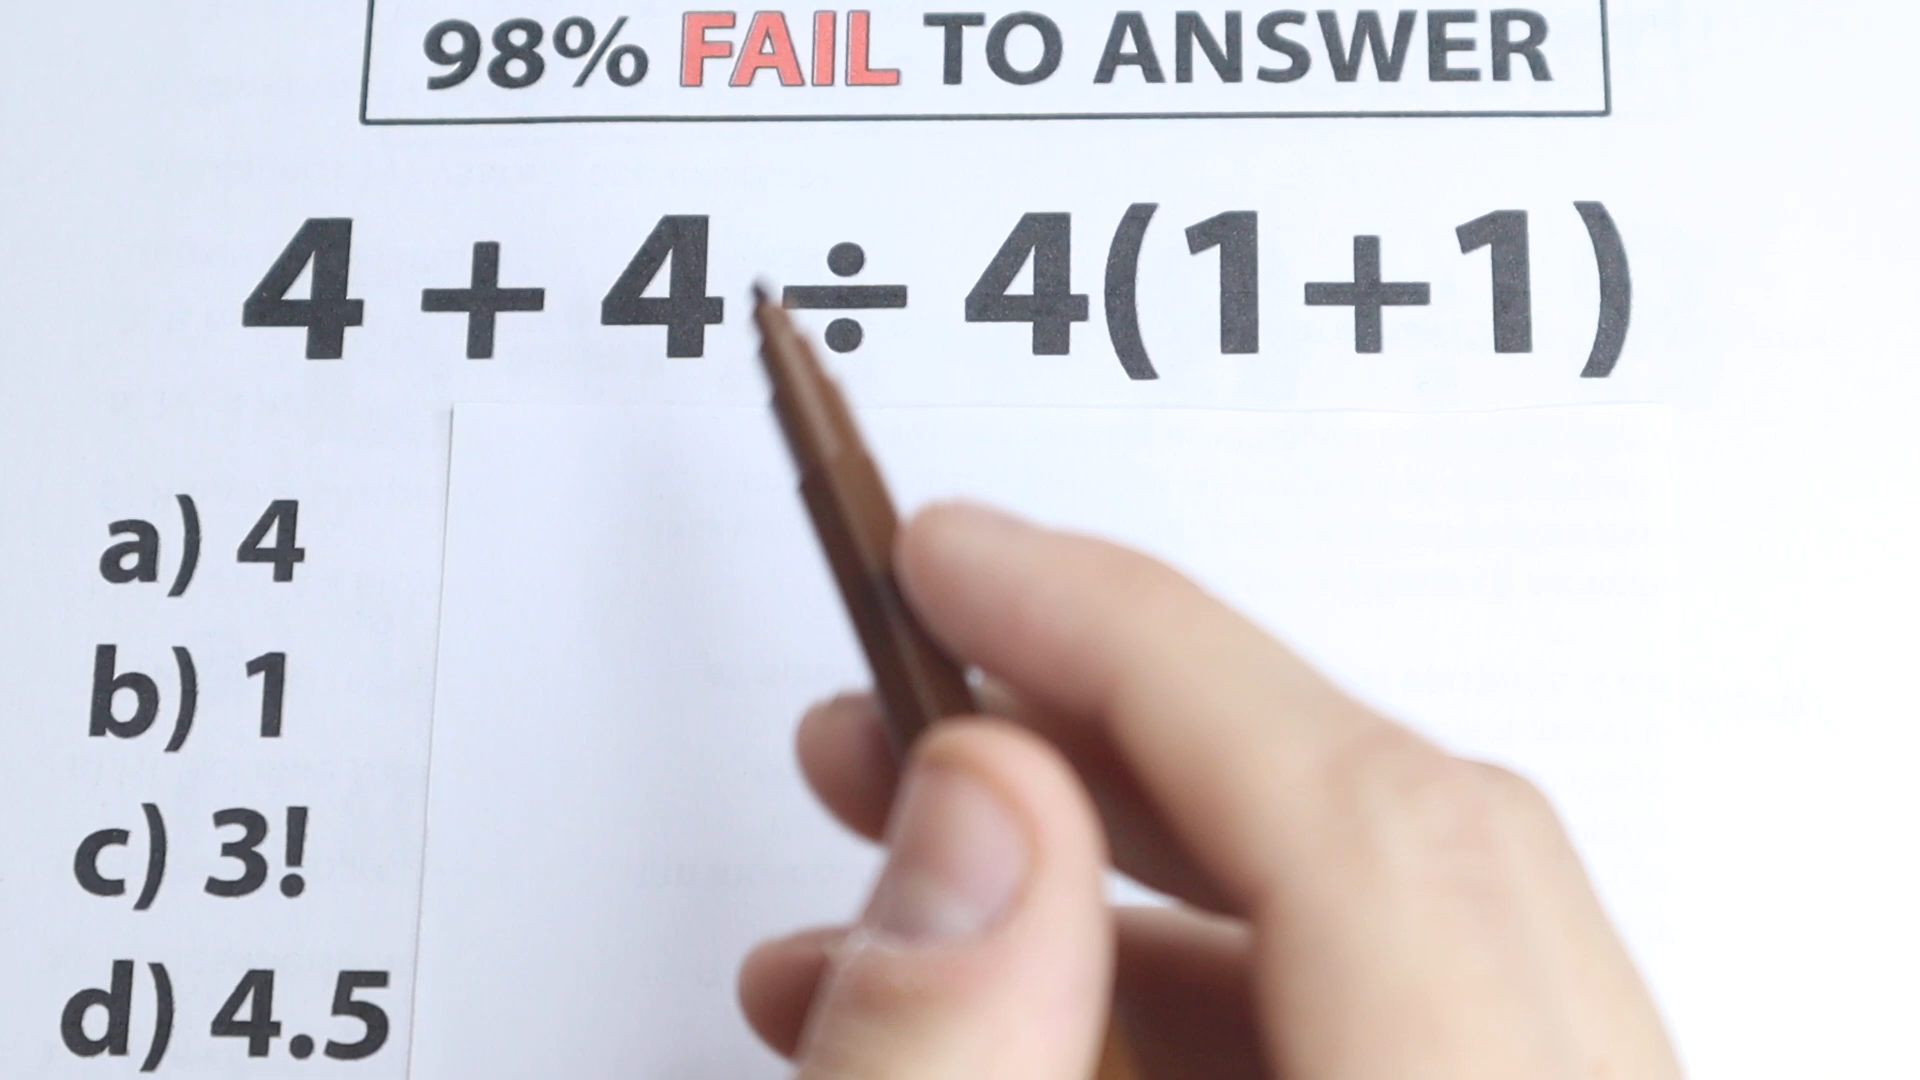 98% FAIL TO ANSWER
4 + 4 ÷ 4(1+1)
a) 4
b) 1
c) 3!
d) 4.5